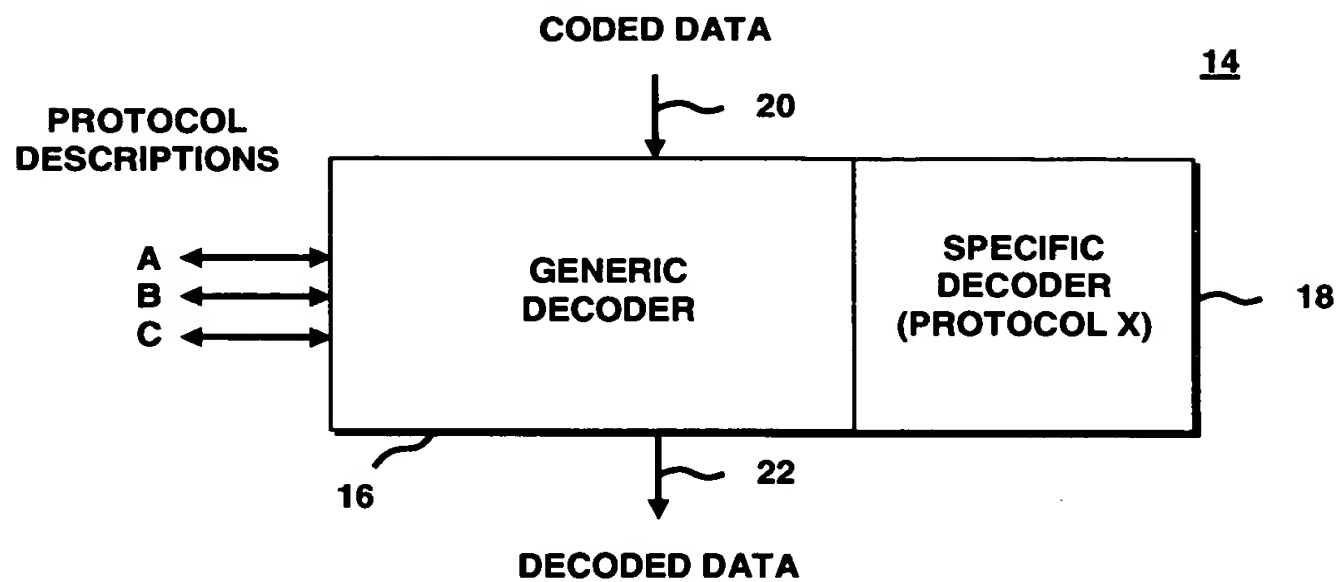 CODED DATA
14
20
PROTOCOL
DESCRIPTIONS
A
B
C
GENERIC
DECODER
SPECIFIC
DECODER
(PROTOCOL X)
18
16
22
DECODED DATA